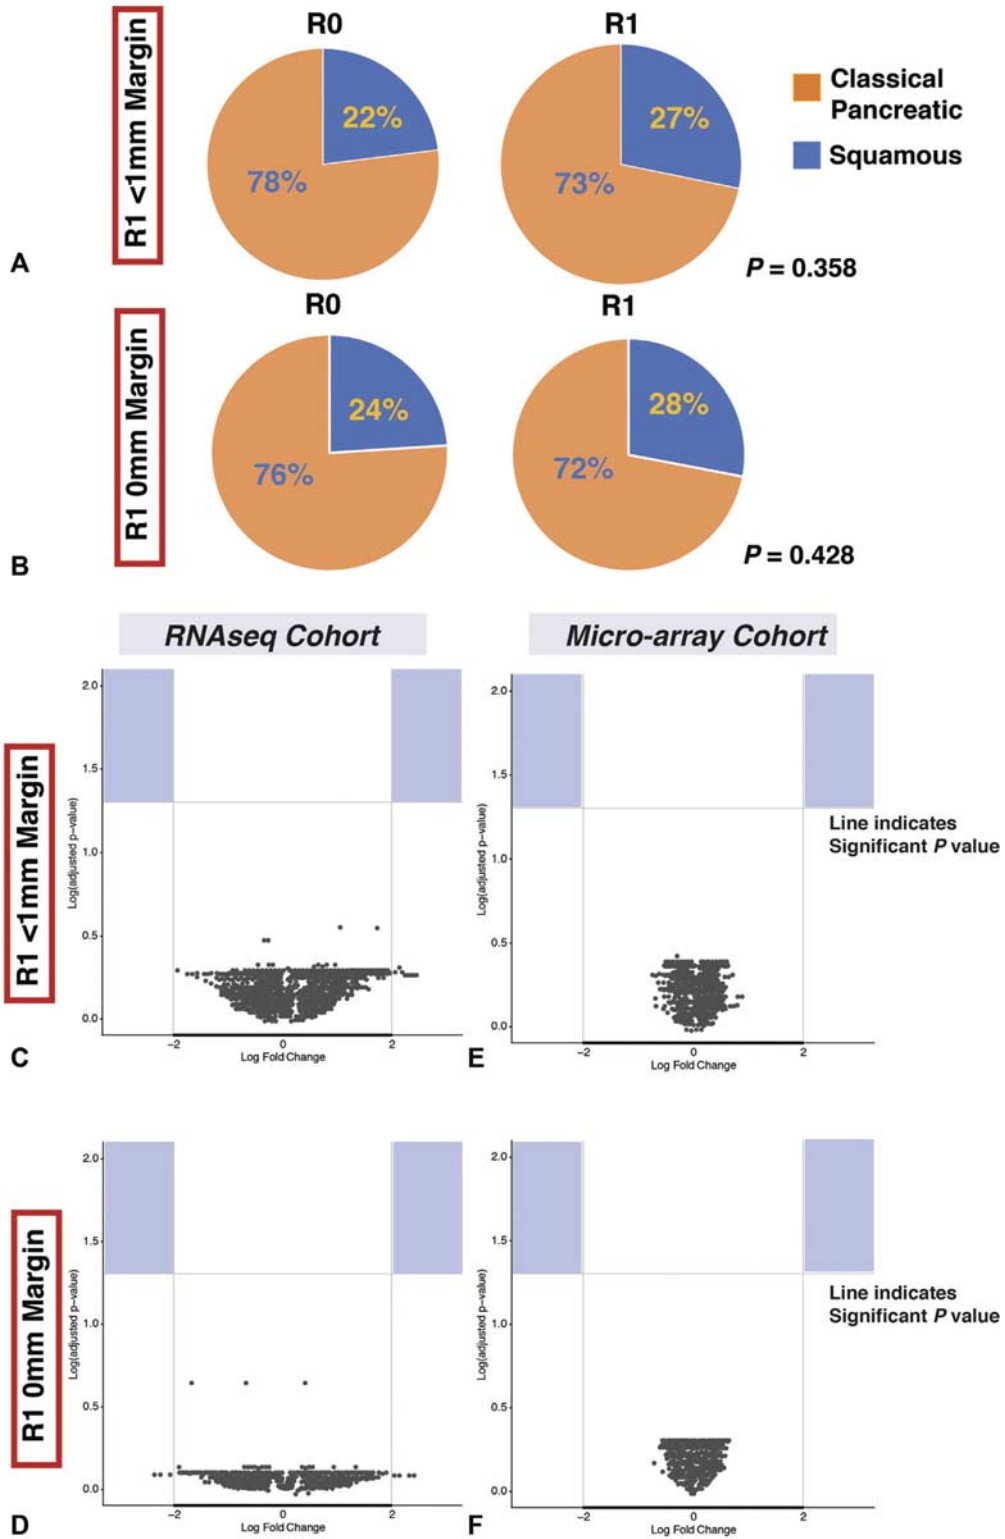 R0
R1
R1 <1mm Margin
22%
78%
27%
73%
Classical
Pancreatic
Squamous
A
P = 0.358
R0
R1
R1 0mm Margin
24%
76%
28%
72%
B
P = 0.428
RNAseq Cohort
Micro-array Cohort
R1 <1mm Margin
Log(adjusted p-value)
2.0
1.5
1.0
0.5
0.0
-2
0
2
Log Fold Change
C
Log(adjusted p-value)
2.0
1.5
1.0
0.5
0.0
-2
0
2
Log Fold Change
E
Line indicates
Significant P value
R1 0mm Margin
Log(adjusted p-value)
2.0
1.5
1.0
0.5
0.0
-2
0
2
Log Fold Change
D
Log(adjusted p-value)
2.0
1.5
1.0
0.5
0.0
-2
0
2
Log Fold Change
F
Line indicates
Significant P value